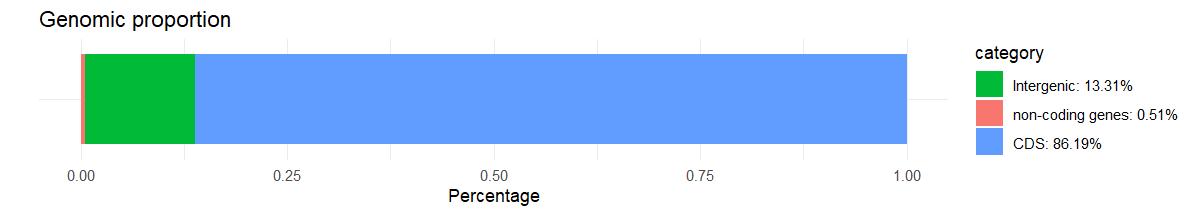 Genomic proportion
category
Intergenic: 13.31%
non-coding genes: 0.51%
CDS: 86.19%
0.00 0.25 0.50 0.75 1.00
Percentage